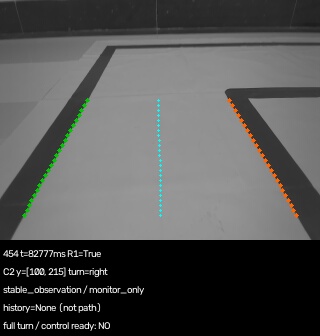 454 t=82777ms R1=True
C2 y=[100, 215] turn=right
stable_observation / monitor_only
history=None (not path)
full turn / control ready: NO